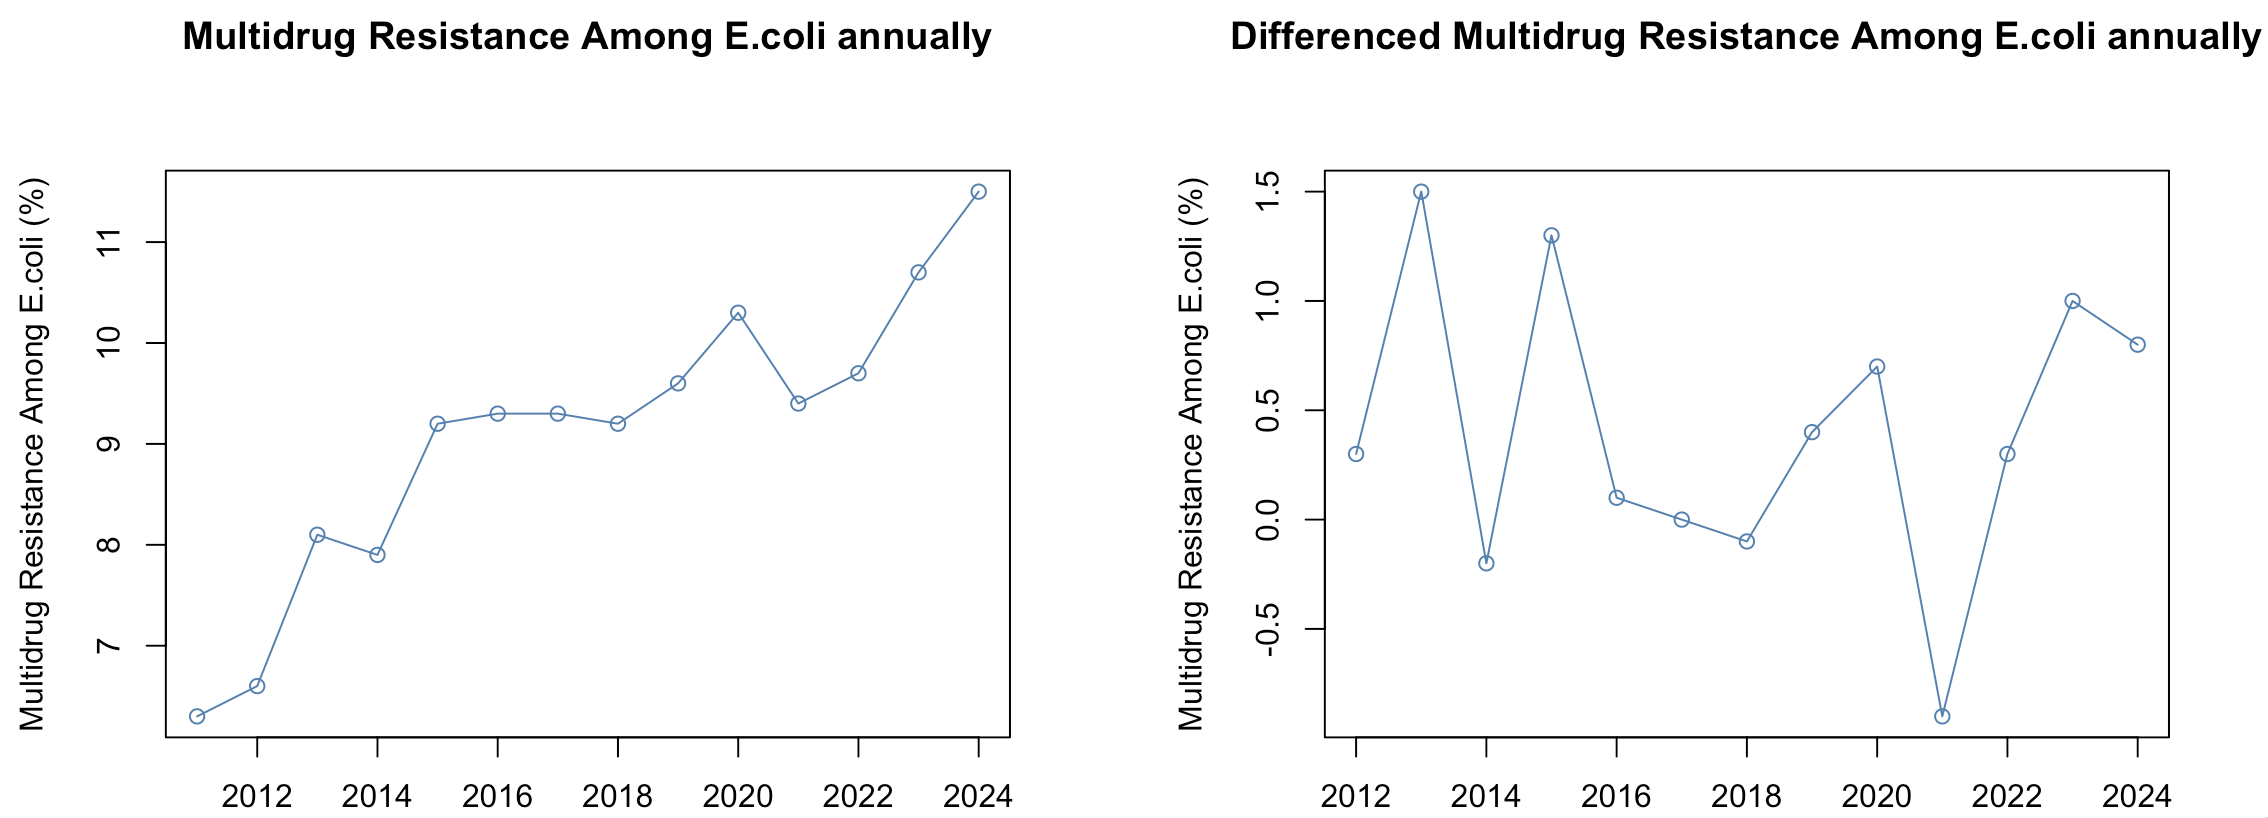 Multidrug Resistance Among E.coli annually
Multidrug Resistance Among E.coli (%)
11
10
9
8
7
2012 2014 2016 2018 2020 2022 2024
Differenced Multidrug Resistance Among E.coli annually
Multidrug Resistance Among E.coli (%)
1.5
1.0
0.5
0.0
-0.5
2012 2014 2016 2018 2020 2022 2024